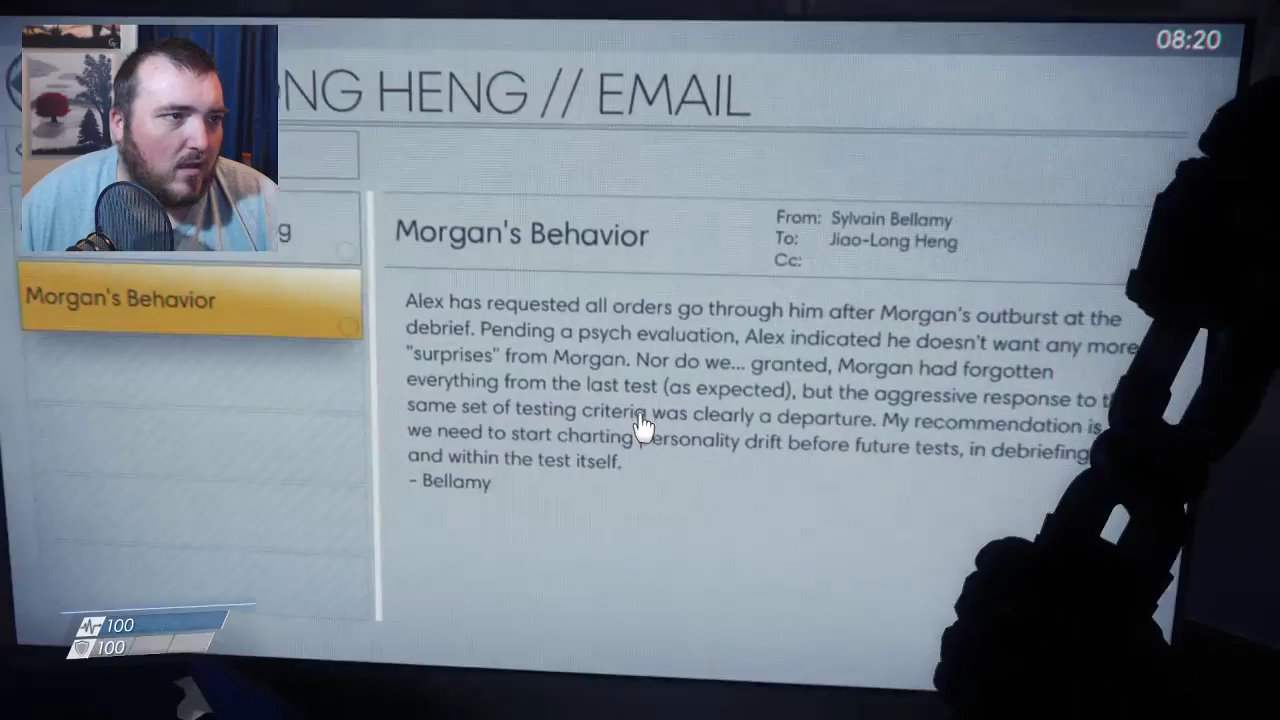 08:20
NG HENG // EMAIL
g
Morgan's Behavior
From: Sylvain Bellamy
To: Jiao-Long Heng
Cc:
Morgan's Behavior
Alex has requested all orders go through him after Morgan's outburst at the
debrief. Pending a psych evaluation, Alex indicated he doesn't want any more
"surprises" from Morgan. Nor do we... granted, Morgan had forgotten
everything from the last test (as expected), but the aggressive response to
same set of testing criteria was clearly a departure. My recommendation is
we need to start charting personality drift before future tests, in debriefing
and within the test itself.
- Bellamy
100
100